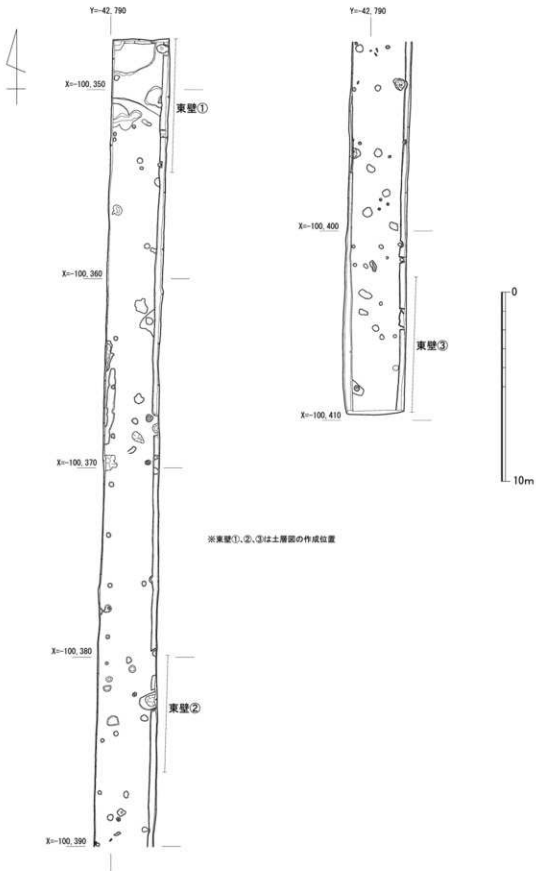 Y=-42,790
X=-100,350
東壁①
X=-100,360
X=-100,370
※東壁①、②、③は土層図の作成位置
X=-100,380
東壁②
X=-100,390
Y=-42,790
X=-100,400
東壁③
X=-100,410
0
10m